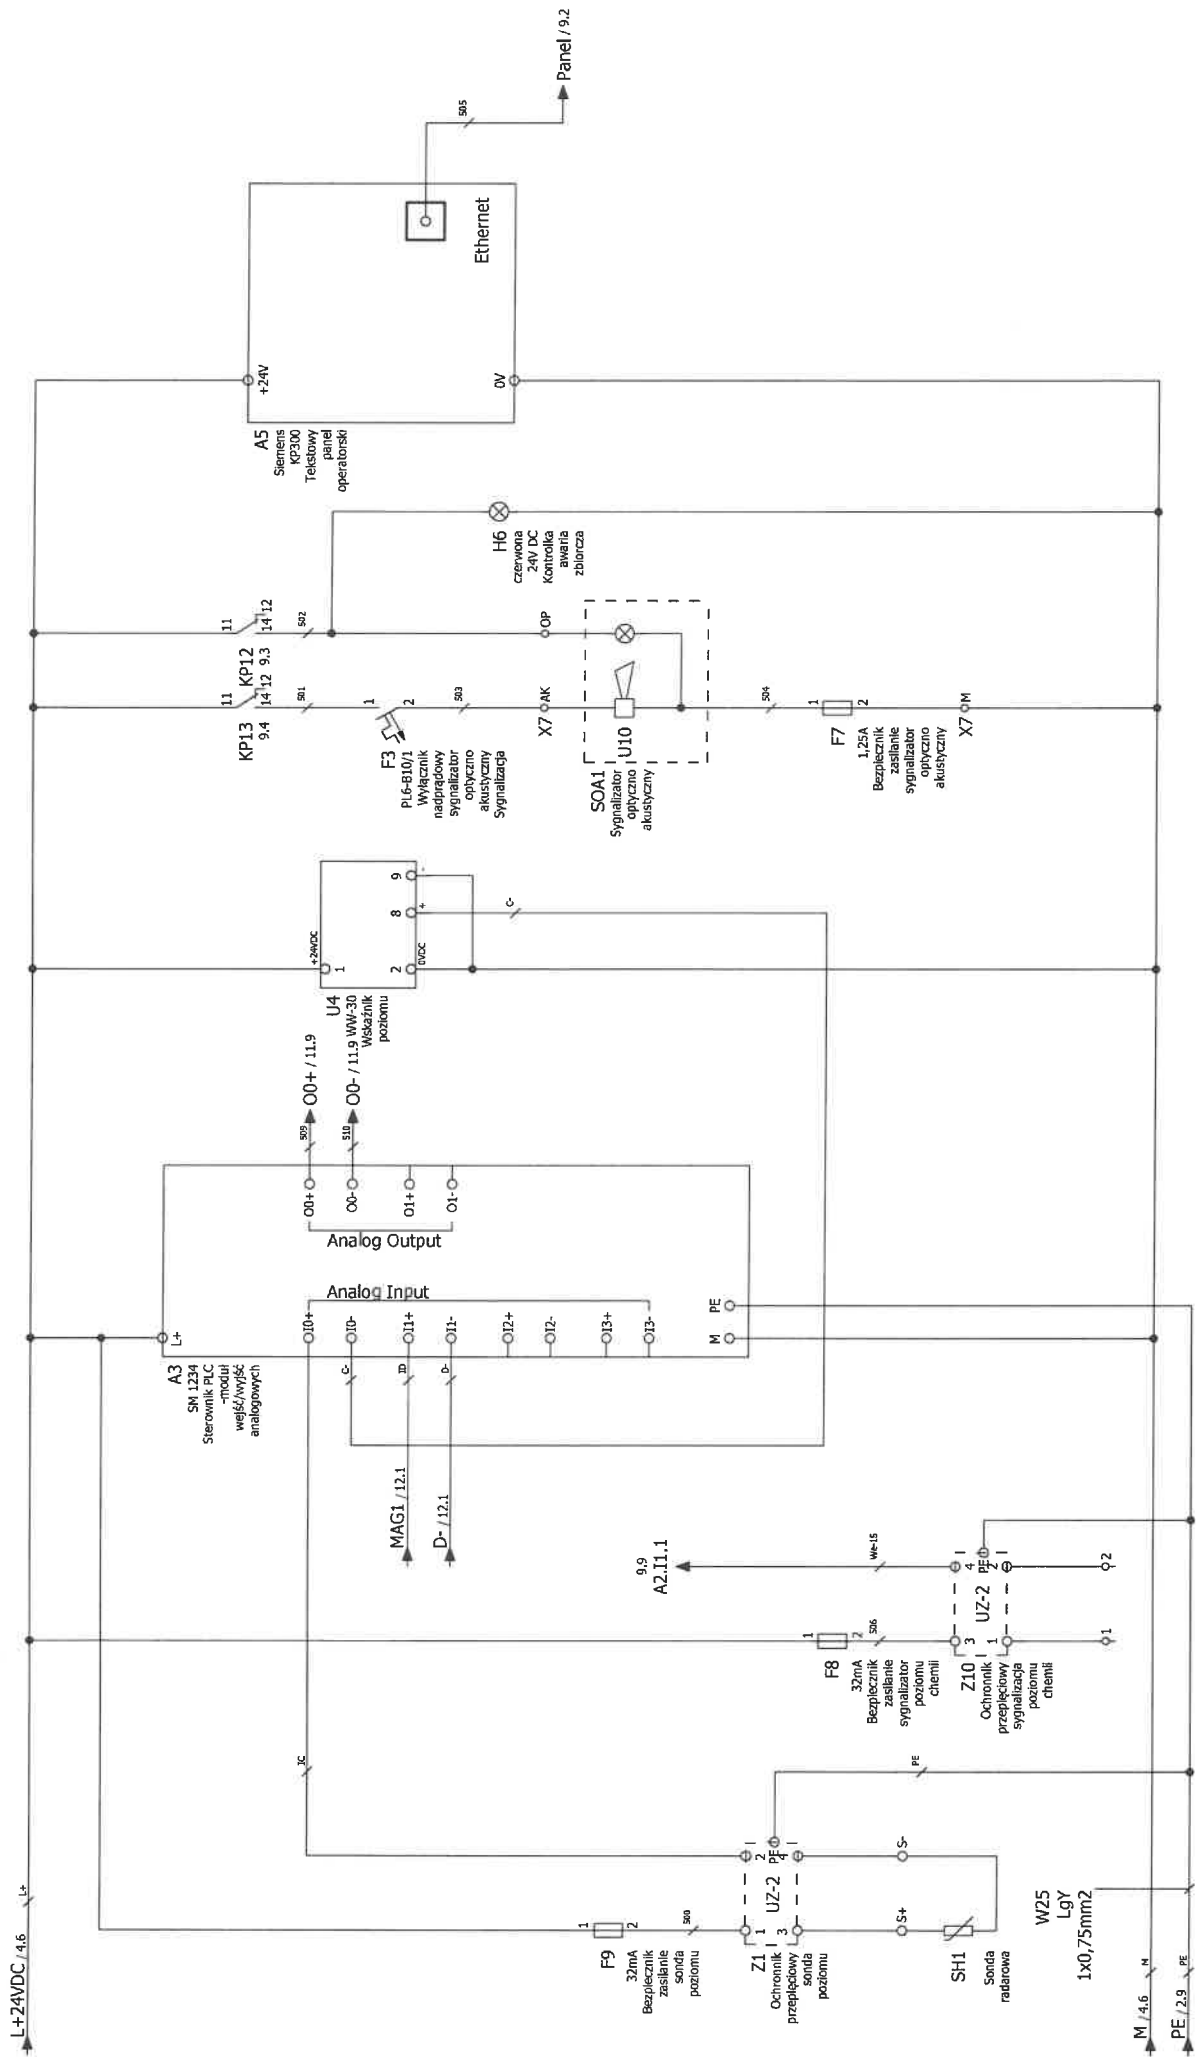 L+24VDC / 4.6
L+
F9
32mA
Bezpiecznik
zasilanie
sonda
poziomu
1
2
500
Z1
Ochronnik
przepięciowy
sonda
poziomu
UZ-2
1
2
3
4
PE
PE
S+
S-
SH1
Sonda
radarowa
W25
LgY
1x0,75mm2
M / 4.6
M
PE / 2.9
PE
IC
F8
32mA
Bezpiecznik
zasilanie
sygnalizator
poziomu
chemii
1
2
506
Z10
Ochronnik
przepięciowy
sygnalizacja
poziomu
chemii
UZ-2
3
4
1
2
PE
1
2
We-15
9.9
A2.I1.1
MAG1 / 12.1
D- / 12.1
A3
SM 1234
Sterownik PLC
-moduł
wejść/wyjść
analogowych
L+
Analog Input
I0+
I0-
I1+
I1-
I2+
I2-
I3+
I3-
C-
ID
D-
M
PE
Analog Output
O0+
O0-
O1+
O1-
509
510
O0+ / 11.9
O0- / 11.9
U4
WW-30
Wskaźnik
poziomu
+24VDC
1
2
0VDC
8
+
9
-
C-
KP13
9.4
11
14
12
501
KP12
9.3
11
14
12
502
F3
PL6-B10/1
Wyłącznik
nadprądowy
sygnalizator
optyczno
akustyczny
Sygnalizacja
1
2
503
X7
AK
OP
SOA1
Sygnalizator
optyczno
akustyczny
U10
504
F7
1,25A
Bezpiecznik
zasilanie
sygnalizator
optyczno
akustyczny
1
2
X7
M
H6
czerwona
24V DC
Kontrolka
awaria
zbiorcza
A5
Siemens
KP300
Tekstowy
panel
operatorski
+24V
0V
Ethernet
505
Panel / 9.2